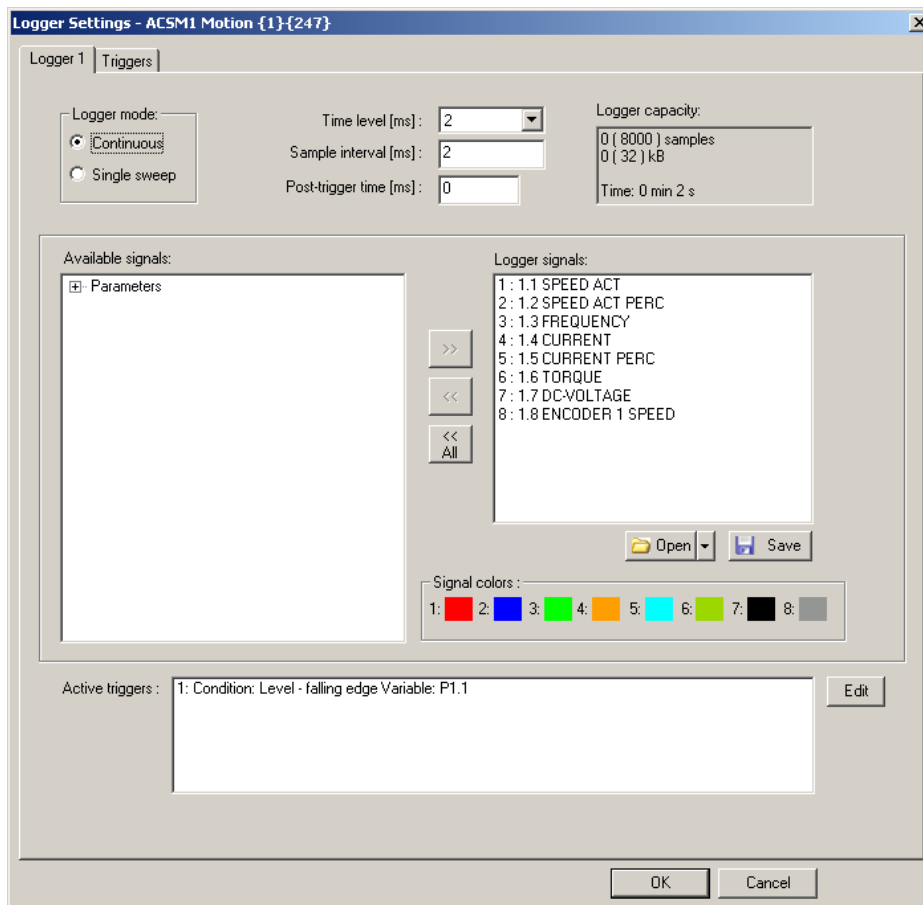 Logger Settings - ACSM1 Motion {1}{247}
Logger 1
Triggers
Logger mode:
Continuous
Single sweep
Time level [ms] :
2
Sample interval [ms] :
2
Post-trigger time [ms] :
0
Logger capacity:
0 ( 8000 ) samples
0 ( 32 ) kB
Time: 0 min 2 s
Available signals:
Parameters
>>
<<
<<
All
Logger signals:
1 : 1.1 SPEED ACT
2 : 1.2 SPEED ACT PERC
3 : 1.3 FREQUENCY
4 : 1.4 CURRENT
5 : 1.5 CURRENT PERC
6 : 1.6 TORQUE
7 : 1.7 DC-VOLTAGE
8 : 1.8 ENCODER 1 SPEED
Open
Save
Signal colors :
1: 2: 3: 4: 5: 6: 7: 8:
Active triggers :
1: Condition: Level - falling edge Variable: P1.1
Edit
OK
Cancel